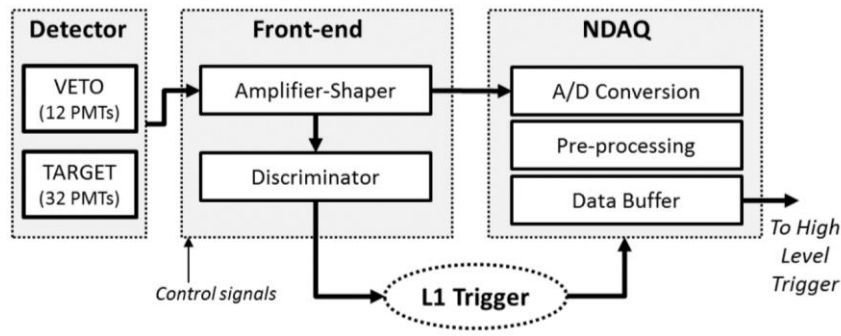 Detector
VETO
(12 PMTs)
TARGET
(32 PMTs)
Front-end
Amplifier-Shaper
Discriminator
Control signals
L1 Trigger
NDAQ
A/D Conversion
Pre-processing
Data Buffer
To High
Level
Trigger